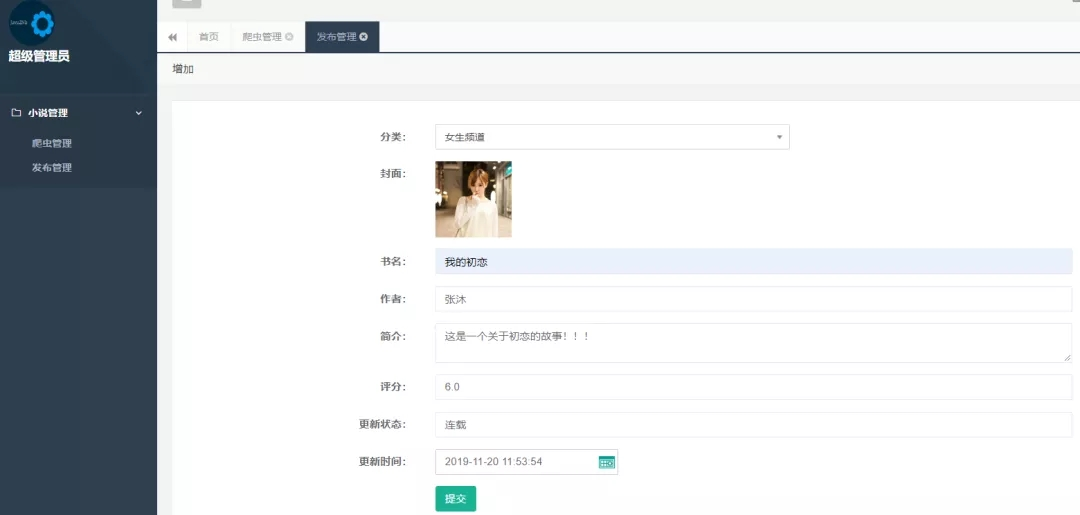 超级管理员
小说管理
爬虫管理
发布管理
首页
爬虫管理
发布管理
增加
分类： 女生频道
封面：
书名： 我的初恋
作者： 张沐
简介： 这是一个关于初恋的故事！！！
评分： 6.0
更新状态： 连载
更新时间： 2019-11-20 11:53:54
提交